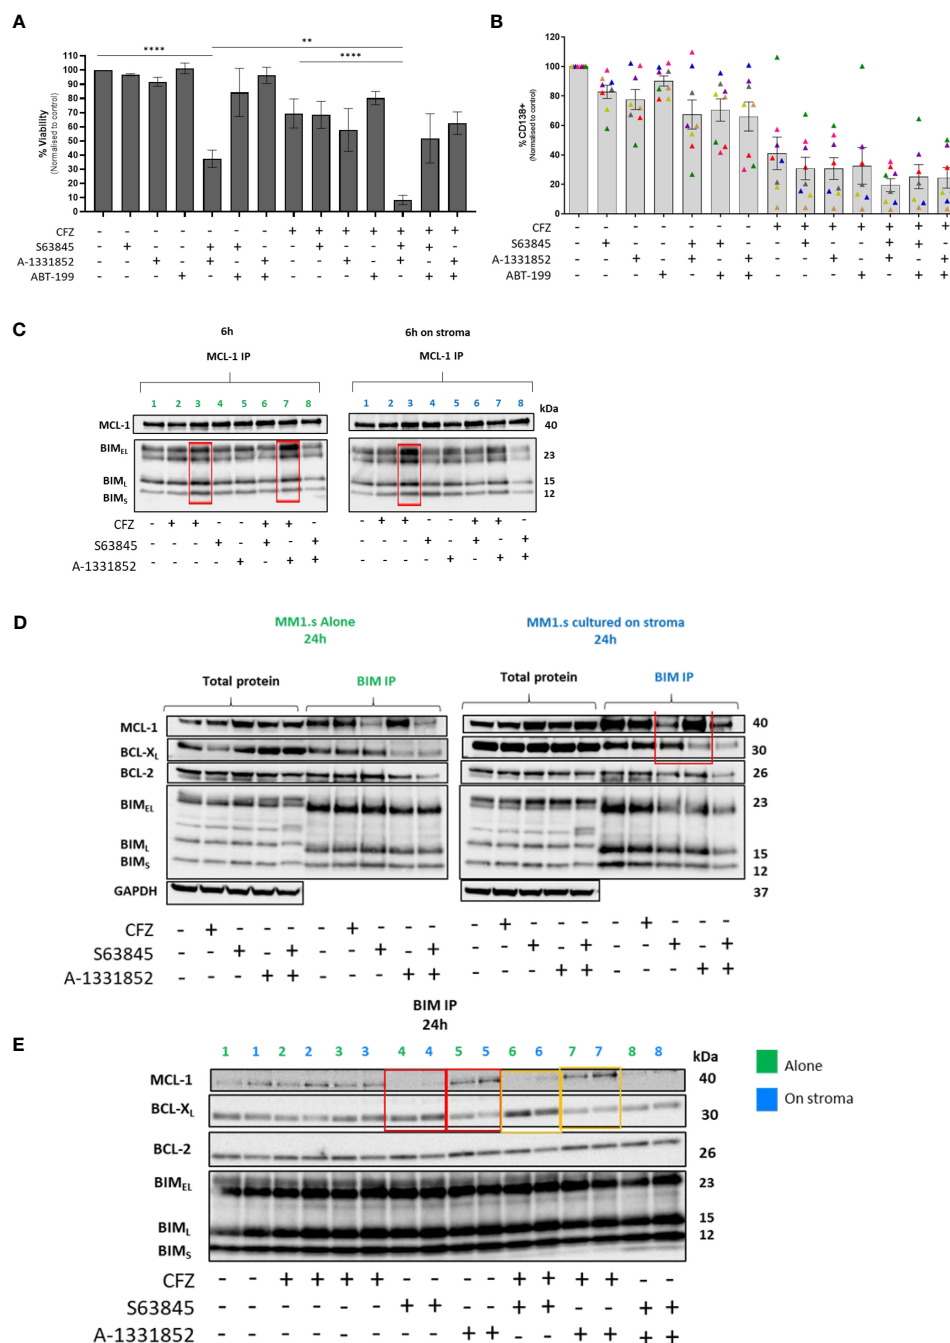 A
B
****
**
****
% Viability
(Normalised to control)
110
100
90
80
70
60
50
40
30
20
10
0
CFZ - - - - - - - + + + + + + +
S63845 - + - - + + - - + - - + + -
A-1331852 - - + - + - + - - + - + - +
ABT-199 - - - + - + + - - - + - + +
% CD138+
(Normalised to control)
120
100
80
60
40
20
0
CFZ - - - - - - - + + + + + + +
S63845 - + - - + + - - + - - + + -
A-1331852 - - + - + - + - - + - + - +
ABT-199 - - - + - + + - - - + - + +
C
6h
MCL-1 IP
6h on stroma
MCL-1 IP
1 2 3 4 5 6 7 8
1 2 3 4 5 6 7 8
kDa
MCL-1
40
BIMEL
23
BIML
15
BIMS
12
CFZ - + + - - + + - - + + - - + + -
S63845 - - - + - + - + - - - + - + - +
A-1331852 - - - - + - + + - - - - + - + +
D
MM1.s Alone
24h
MM1.s cultured on stroma
24h
Total protein
BIM IP
Total protein
BIM IP
MCL-1
40
BCL-XL
30
BCL-2
26
BIMEL
23
BIML
15
BIMS
12
GAPDH
37
CFZ - + - - - - + - - - - + - - - - + - - -
S63845 - - + - + - - + - + - - + - + - - + - +
A-1331852 - - - + + - - - + + - - - + + - - - + +
BIM IP
24h
E
1 1 2 2 3 3 4 4 5 5 6 6 7 7 8 8
kDa
MCL-1
40
BCL-XL
30
BCL-2
26
BIMEL
23
BIML
15
12
BIMS
Alone
On stroma
CFZ - - + + + + - - - - + + + + - -
S63845 - - - - - - + + - - + + - - + +
A-1331852 - - - - - - - - + + - - + + + +